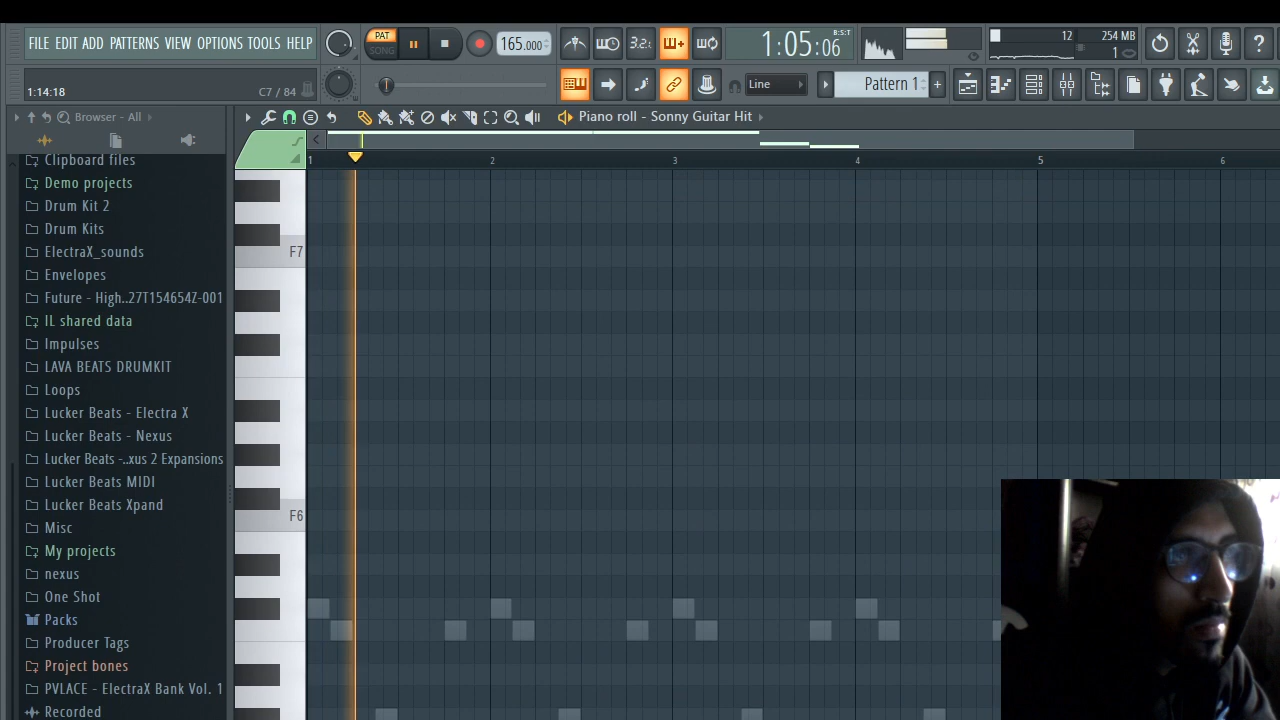 FILE EDIT ADD PATTERNS VIEW OPTIONS TOOLS HELP
PAT
SONG
165.000
3.2.
1:05:06
B:S:T
12
254 MB
1
?
1:14:18
C7 / 84
Line
Pattern 1
+
Browser - All
Piano roll - Sonny Guitar Hit
1 2 3 4 5 6
Clipboard files
Demo projects
Drum Kit 2
Drum Kits
ElectraX_sounds
Envelopes
Future - High..27T154654Z-001
IL shared data
Impulses
LAVA BEATS DRUMKIT
Loops
Lucker Beats - Electra X
Lucker Beats - Nexus
Lucker Beats -..xus 2 Expansions
Lucker Beats MIDI
Lucker Beats Xpand
Misc
My projects
nexus
One Shot
Packs
Producer Tags
Project bones
PVLACE - ElectraX Bank Vol. 1
Recorded
F7
F6